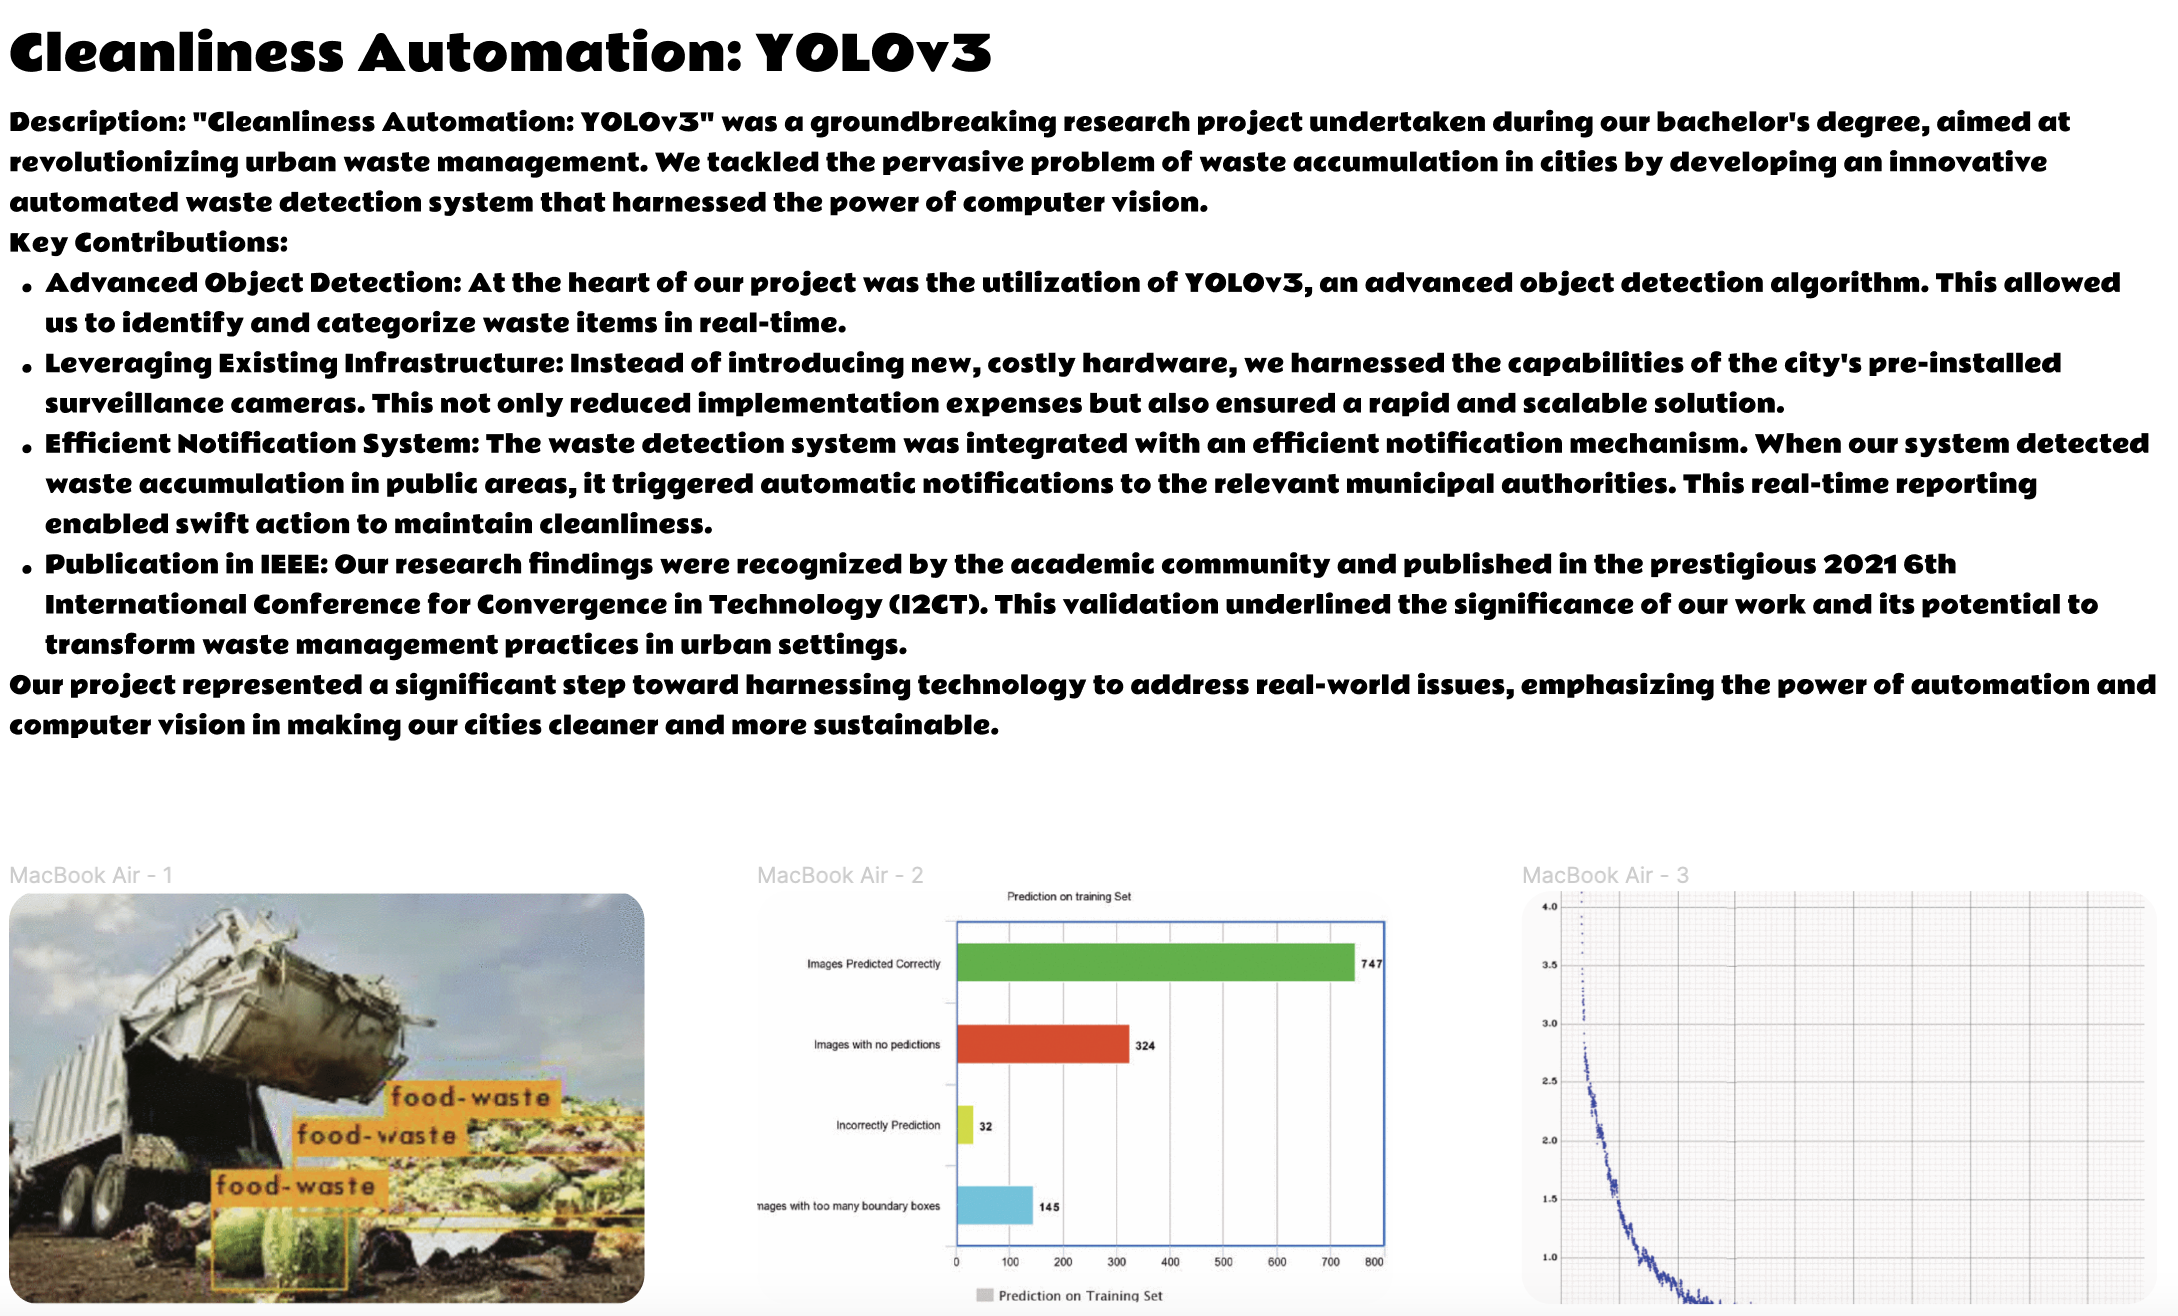 Cleanliness Automation: YOLOv3
Description: "Cleanliness Automation: YOLOv3" was a groundbreaking research project undertaken during our bachelor's degree, aimed at
revolutionizing urban waste management. We tackled the pervasive problem of waste accumulation in cities by developing an innovative
automated waste detection system that harnessed the power of computer vision.
Key Contributions:
• Advanced Object Detection: At the heart of our project was the utilization of YOLOv3, an advanced object detection algorithm. This allowed
us to identify and categorize waste items in real-time.
• Leveraging Existing Infrastructure: Instead of introducing new, costly hardware, we harnessed the capabilities of the city's pre-installed
surveillance cameras. This not only reduced implementation expenses but also ensured a rapid and scalable solution.
• Efficient Notification System: The waste detection system was integrated with an efficient notification mechanism. When our system detected
waste accumulation in public areas, it triggered automatic notifications to the relevant municipal authorities. This real-time reporting
enabled swift action to maintain cleanliness.
• Publication in IEEE: Our research findings were recognized by the academic community and published in the prestigious 2021 6th
International Conference for Convergence in Technology (I2CT). This validation underlined the significance of our work and its potential to
transform waste management practices in urban settings.
Our project represented a significant step toward harnessing technology to address real-world issues, emphasizing the power of automation and
computer vision in making our cities cleaner and more sustainable.
MacBook Air - 1
food-waste
food-waste
food-waste
MacBook Air - 2
Prediction on training Set
Images Predicted Correctly 747
Images with no pedictions 324
Incorrectly Prediction 32
mages with too many boundary boxes 145
0 100 200 300 400 500 600 700 800
Prediction on Training Set
MacBook Air - 3
4.0
3.5
3.0
2.5
2.0
1.5
1.0